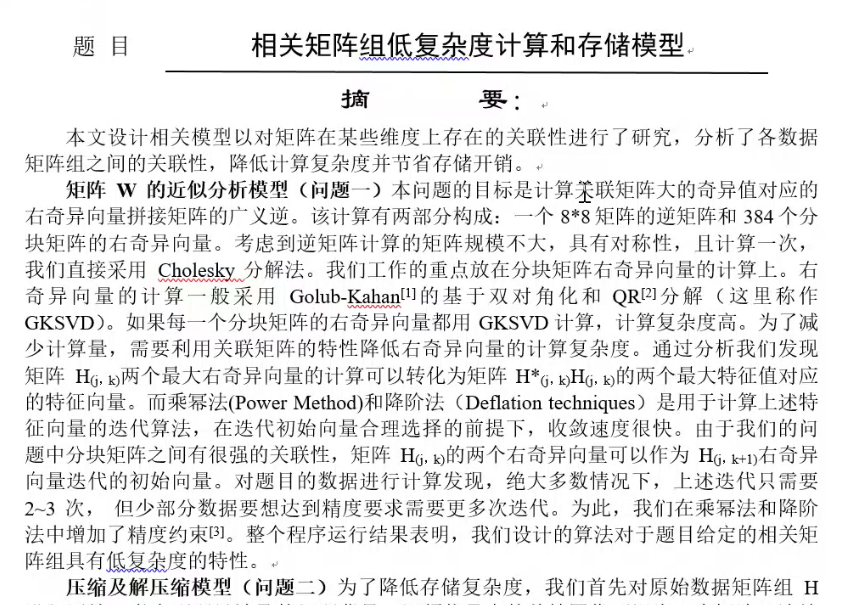 题 目 相关矩阵组低复杂度计算和存储模型
摘 要：
本文设计相关模型以对矩阵在某些维度上存在的关联性进行了研究，分析了各数据
矩阵组之间的关联性，降低计算复杂度并节省存储开销。
矩阵 W 的近似分析模型（问题一）本问题的目标是计算关联矩阵大的奇异值对应的
右奇异向量拼接矩阵的广义逆。该计算有两部分构成：一个 8*8 矩阵的逆矩阵和 384 个分
块矩阵的右奇异向量。考虑到逆矩阵计算的矩阵规模不大，具有对称性，且计算一次，
我们直接采用 Cholesky 分解法。我们工作的重点放在分块矩阵右奇异向量的计算上。右
奇异向量的计算一般采用 Golub-Kahan[1]的基于双对角化和 QR[2]分解（这里称作
GKSVD）。如果每一个分块矩阵的右奇异向量都用 GKSVD 计算，计算复杂度高。为了减
少计算量，需要利用关联矩阵的特性降低右奇异向量的计算复杂度。通过分析我们发现
矩阵 H(j, k)两个最大右奇异向量的计算可以转化为矩阵 H*(j, k)H(j, k)的两个最大特征值对应
的特征向量。而乘幂法(Power Method)和降阶法（Deflation techniques）是用于计算上述特
征向量的迭代算法，在迭代初始向量合理选择的前提下，收敛速度很快。由于我们的问
题中分块矩阵之间有很强的关联性，矩阵 H(j, k)的两个右奇异向量可以作为 H(j, k+1)右奇异
向量迭代的初始向量。对题目的数据进行计算发现，绝大多数情况下，上述迭代只需要
2~3 次， 但少部分数据要想达到精度要求需要更多次迭代。为此，我们在乘幂法和降阶
法中增加了精度约束[3]。整个程序运行结果表明，我们设计的算法对于题目给定的相关矩
阵组具有低复杂度的特性。
压缩及解压缩模型（问题二）为了降低存储复杂度，我们首先对原始数据矩阵组 H